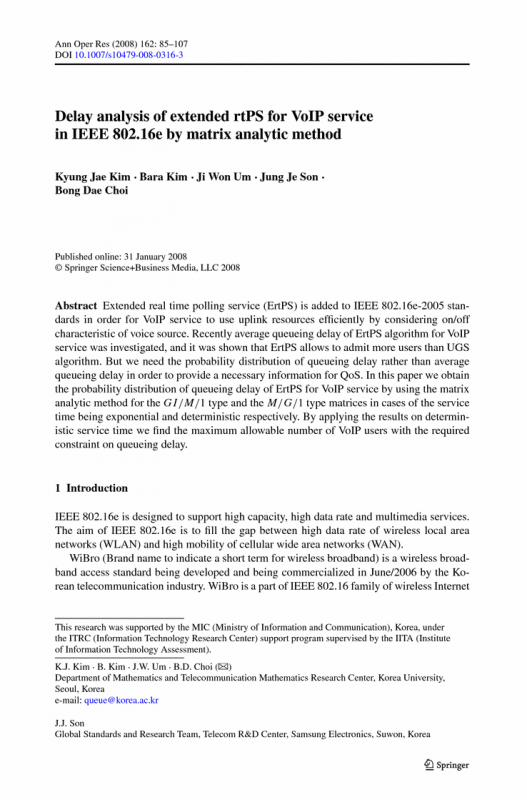 Ann Oper Res (2008) 162: 85–107
DOI 10.1007/s10479-008-0316-3
Delay analysis of extended rtPS for VoIP service
in IEEE 802.16e by matrix analytic method
Kyung Jae Kim · Bara Kim · Ji Won Um · Jung Je Son ·
Bong Dae Choi
Published online: 31 January 2008
© Springer Science+Business Media, LLC 2008
Abstract Extended real time polling service (ErtPS) is added to IEEE 802.16e-2005 stan-
dards in order for VoIP service to use uplink resources efficiently by considering on/off
characteristic of voice source. Recently average queueing delay of ErtPS algorithm for VoIP
service was investigated, and it was shown that ErtPS allows to admit more users than UGS
algorithm. But we need the probability distribution of queueing delay rather than average
queueing delay in order to provide a necessary information for QoS. In this paper we obtain
the probability distribution of queueing delay of ErtPS for VoIP service by using the matrix
analytic method for the GI/M/1 type and the M/G/1 type matrices in cases of the service
time being exponential and deterministic respectively. By applying the results on determin-
istic service time we find the maximum allowable number of VoIP users with the required
constraint on queueing delay.
1 Introduction
IEEE 802.16e is designed to support high capacity, high data rate and multimedia services.
The aim of IEEE 802.16e is to fill the gap between high data rate of wireless local area
networks (WLAN) and high mobility of cellular wide area networks (WAN).
WiBro (Brand name to indicate a short term for wireless broadband) is a wireless broad-
band access standard being developed and being commercialized in June/2006 by the Ko-
rean telecommunication industry. WiBro is a part of IEEE 802.16 family of wireless Internet
This research was supported by the MIC (Ministry of Information and Communication), Korea, under
the ITRC (Information Technology Research Center) support program supervised by the IITA (Institute
of Information Technology Assessment).
K.J. Kim · B. Kim · J.W. Um · B.D. Choi (✉)
Department of Mathematics and Telecommunication Mathematics Research Center, Korea University,
Seoul, Korea
e-mail: queue@korea.ac.kr
J.J. Son
Global Standards and Research Team, Telecom R&D Center, Samsung Electronics, Suwon, Korea
Springer